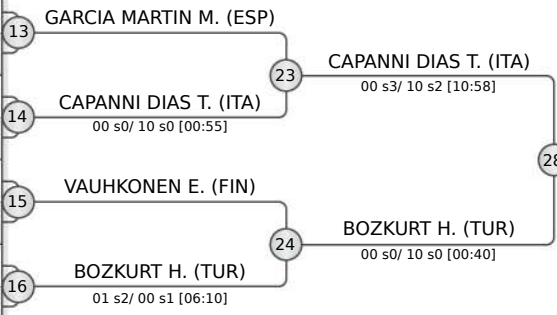 GARCIA MARTIN M. (ESP)
13
CAPANNI DIAS T. (ITA)
23
00 s3/ 10 s2 [10:58]
CAPANNI DIAS T. (ITA)
14
00 s0/ 10 s0 [00:55]
28
VAUHKONEN E. (FIN)
15
BOZKURT H. (TUR)
24
00 s0/ 10 s0 [00:40]
BOZKURT H. (TUR)
16
01 s2/ 00 s1 [06:10]